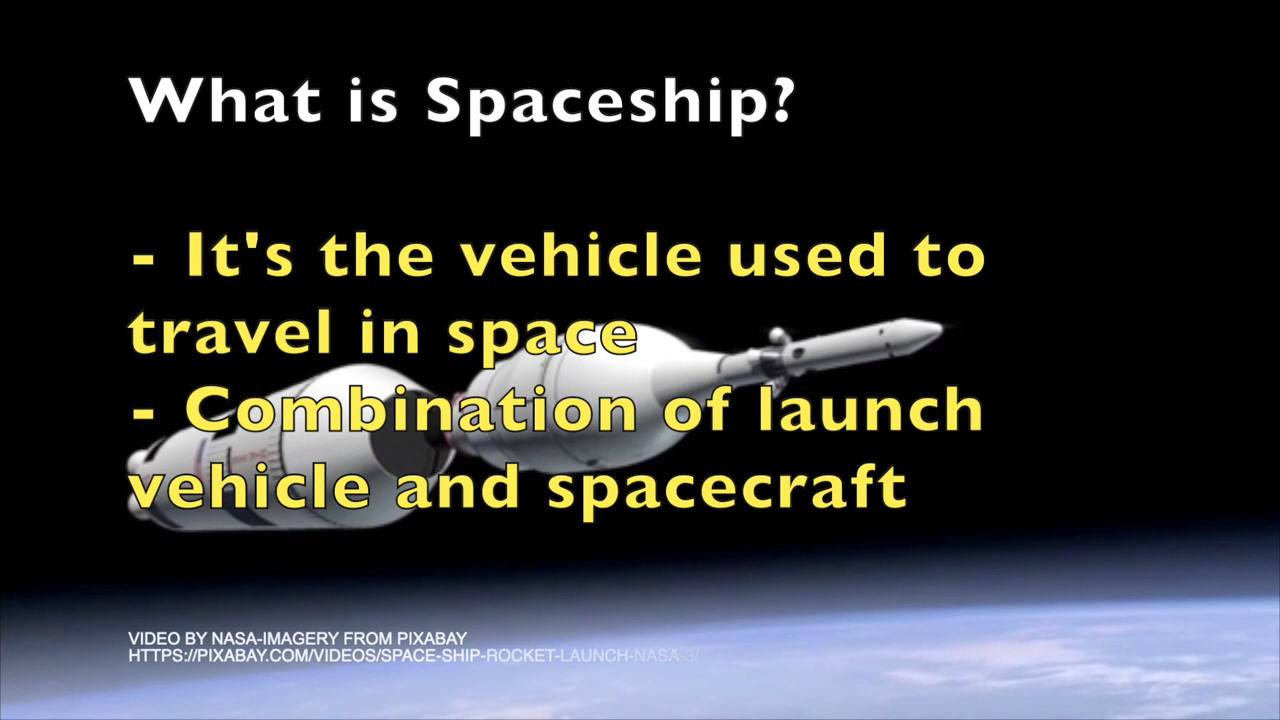 What is Spaceship?
- It's the vehicle used to
travel in space
- Combination of launch
vehicle and spacecraft
VIDEO BY NASA-IMAGERY FROM PIXABAY
HTTPS://PIXABAY.COM/VIDEOS/SPACE-SHIP-ROCKET-LAUNCH-NASA-3/